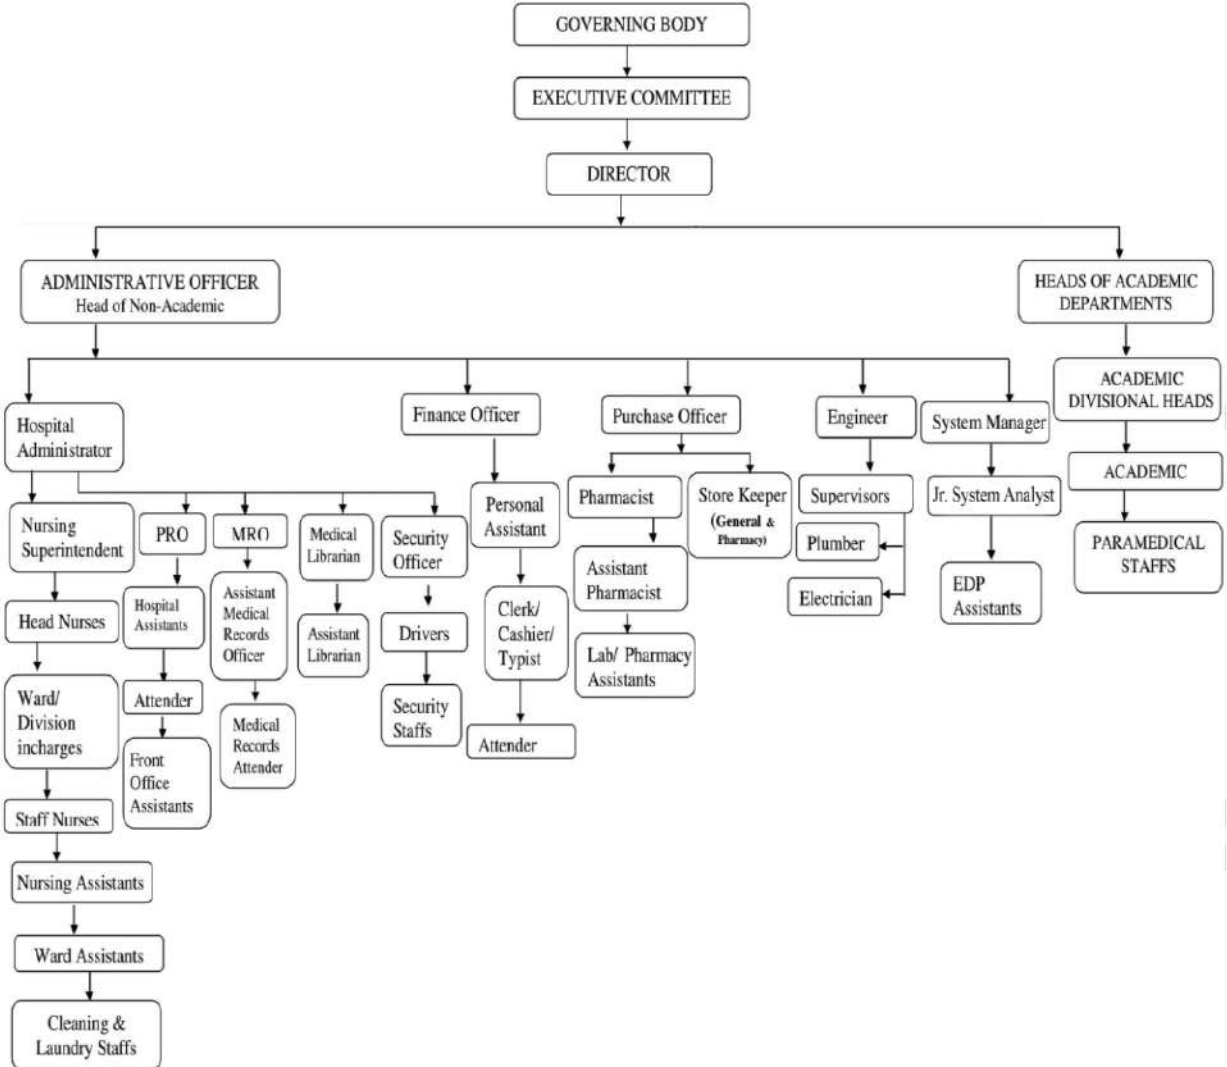 GOVERNING BODY
EXECUTIVE COMMITTEE
DIRECTOR
ADMINISTRATIVE OFFICER
Head of Non-Academic
HEADS OF ACADEMIC
DEPARTMENTS
Hospital
Administrator
Finance Officer
Purchase Officer
Engineer
System Manager
ACADEMIC
DIVISIONAL HEADS
Nursing
Superintendent
PRO
MRO
Medical
Librarian
Security
Officer
Personal
Assistant
Pharmacist
Store Keeper
(General &
Pharmacy)
Supervisors
Plumber
Electrician
Jr. System Analyst
ACADEMIC
Head Nurses
Hospital
Assistants
Assistant
Medical
Records
Officer
Assistant
Librarian
Drivers
Clerk/
Cashier/
Typist
Assistant
Pharmacist
EDP
Assistants
PARAMEDICAL
STAFFS
Ward/
Division
incharges
Attender
Medical
Records
Attender
Security
Staffs
Attender
Lab/ Pharmacy
Assistants
Front
Office
Assistants
Staff Nurses
Nursing Assistants
Ward Assistants
Cleaning &
Laundry Staffs